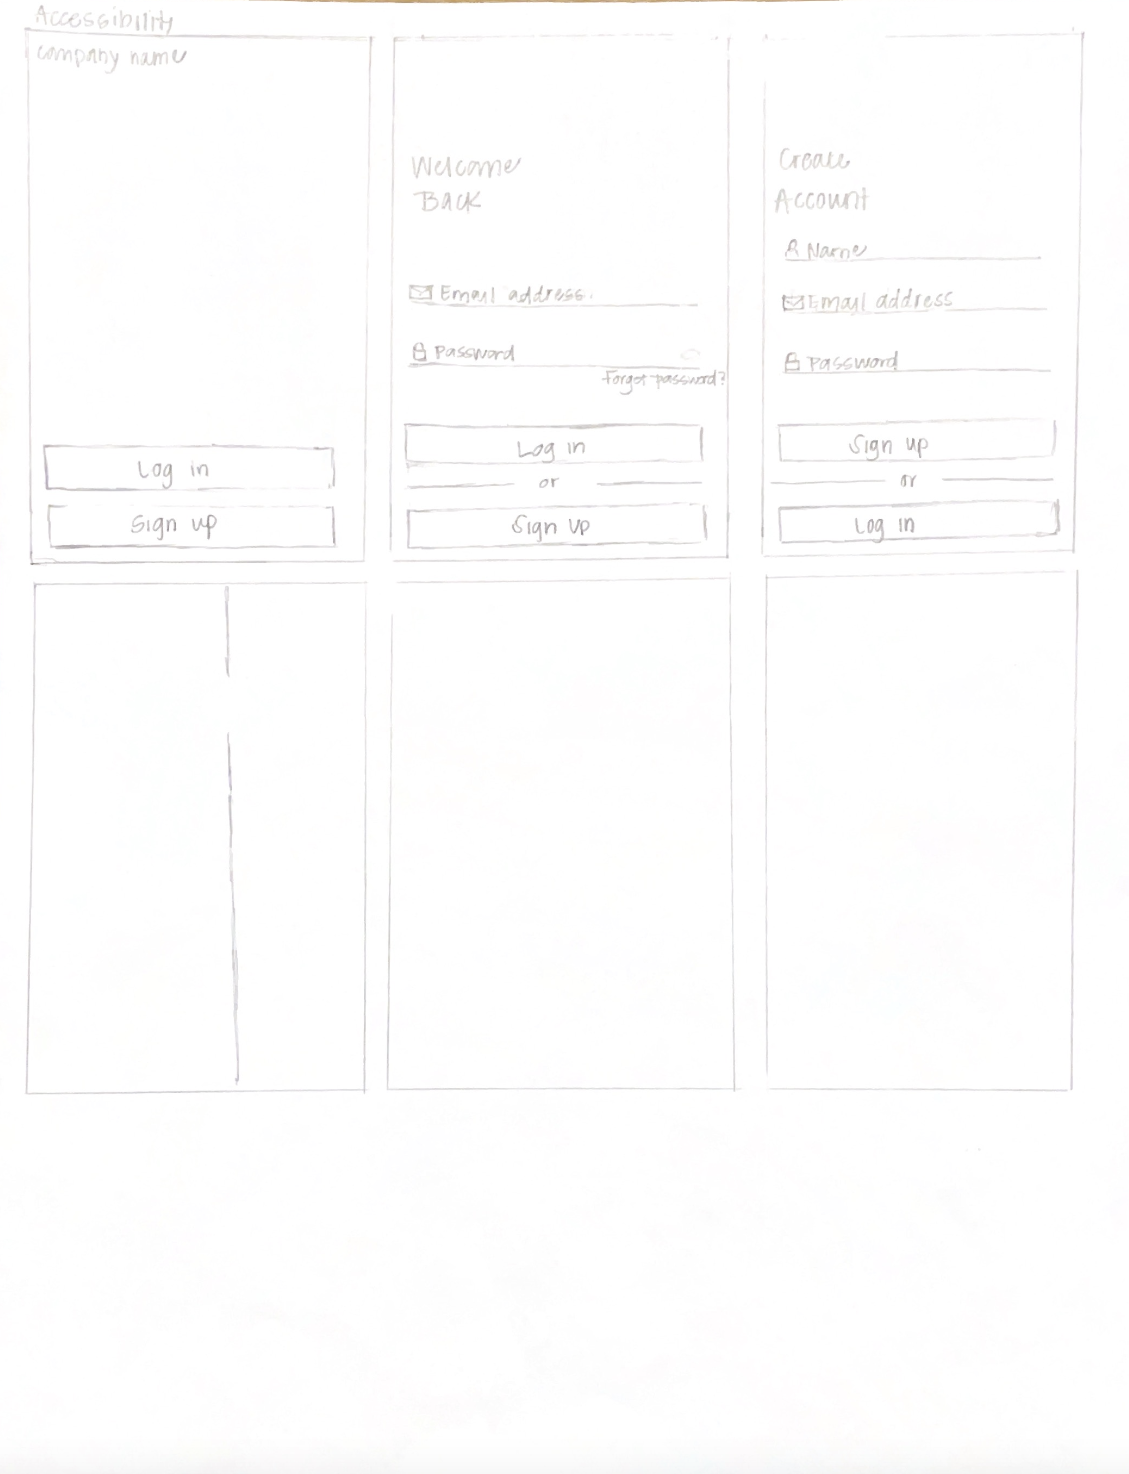 Accessibility
company name
Log in
Sign up
Welcome
Back
Email address
Password
Forgot password?
Log in
or
Sign up
Create
Account
Name
Email address
Password
Sign up
or
Log in